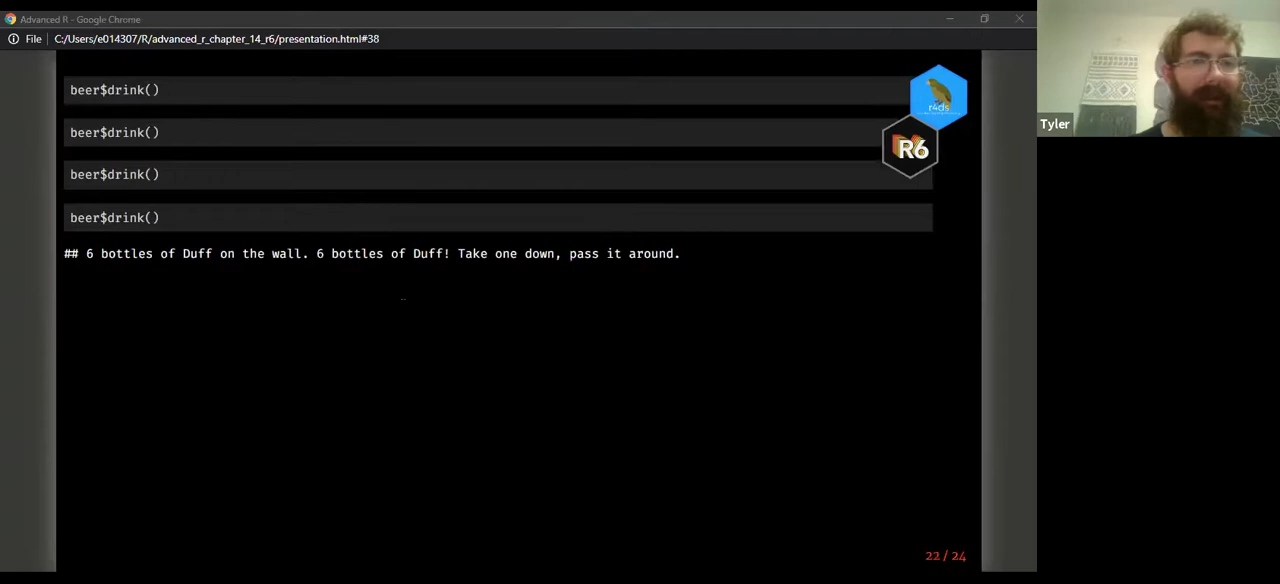 Advanced R - Google Chrome
File C:/Users/e014307/R/advanced_r_chapter_14_r6/presentation.html#38
beer$drink()
beer$drink()
beer$drink()
beer$drink()
## 6 bottles of Duff on the wall. 6 bottles of Duff! Take one down, pass it around.
r4ds
R6
Tyler
22 / 24